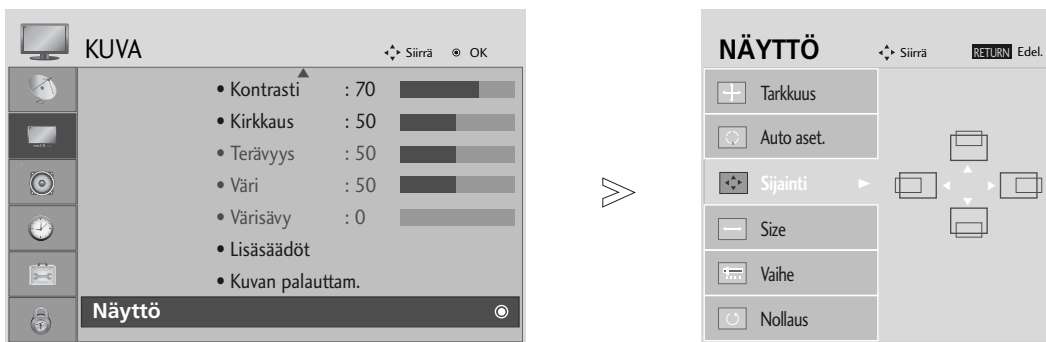 KUVA Siirrä OK
• Kontrasti : 70
• Kirkkaus : 50
• Terävyys : 50
• Väri : 50
• Värisävy : 0
• Lisäsäädöt
• Kuvan palauttam.
Näyttö
NÄYTTÖ Siirrä RETURN Edel.
Tarkkuus
Auto aset.
Sijainti
Size
Vaihe
Nollaus